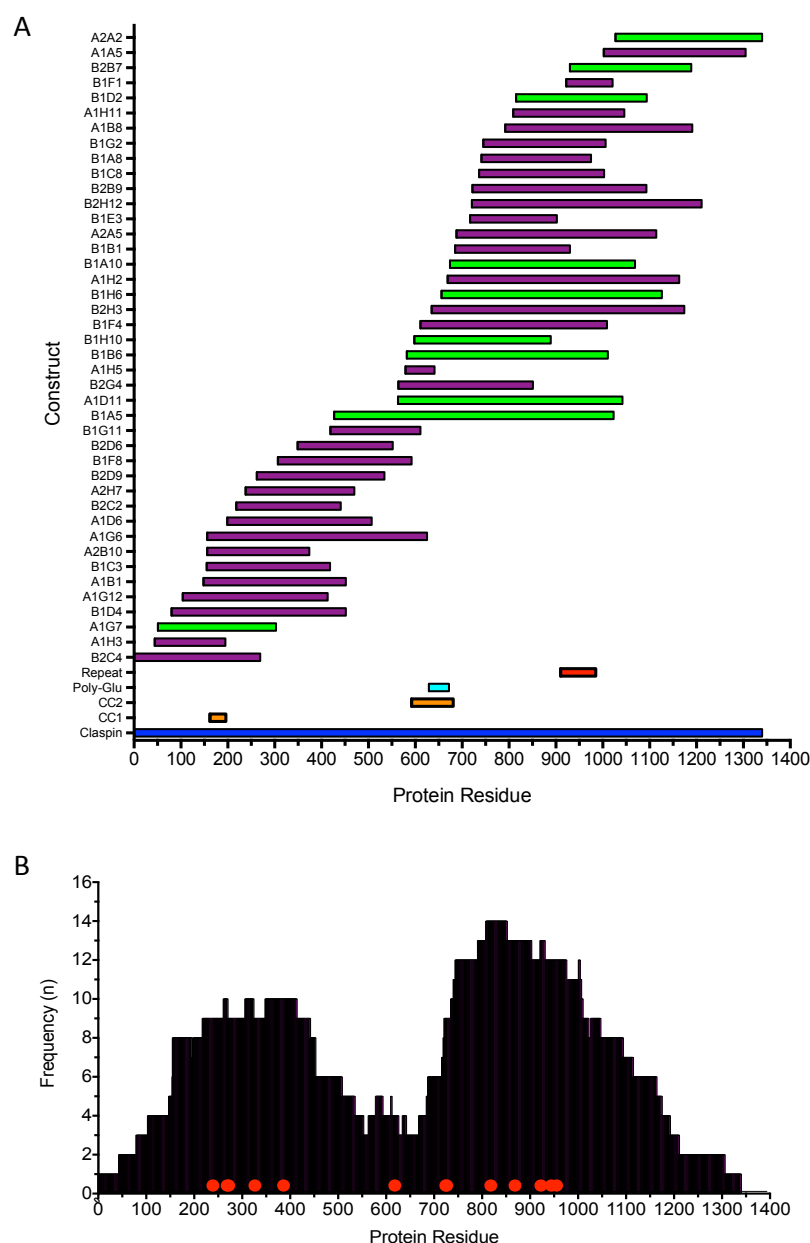 A
A2A2
A1A5
B2B7
B1F1
B1D2
A1H11
A1B8
B1G2
B1A8
B1C8
B2B9
B2H12
B1E3
A2A5
B1B1
B1A10
A1H2
B1H6
B2H3
B1F4
B1H10
B1B6
A1H5
B2G4
A1D11
B1A5
B1G11
B2D6
B1F8
B2D9
A2H7
B2C2
A1D6
A1G6
A2B10
B1C3
A1B1
A1G12
B1D4
A1G7
A1H3
B2C4
Repeat
Poly-Glu
CC2
CC1
Claspin
Construct
0 100 200 300 400 500 600 700 800 900 1000 1100 1200 1300 1400
Protein Residue
B
16
14
12
10
8
6
4
2
0
Frequency (n)
0 100 200 300 400 500 600 700 800 900 1000 1100 1200 1300 1400
Protein Residue